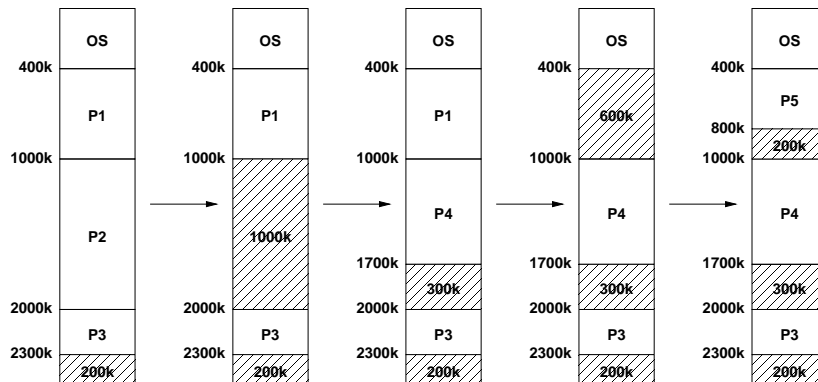 OS OS OS OS OS
400k 400k 400k 400k 400k
P1 P1 P1 600k P5
800k
200k
1000k 1000k 1000k 1000k 1000k
P2 1000k P4 P4 P4
1700k 1700k 1700k
300k 300k 300k
2000k 2000k 2000k 2000k 2000k
P3 P3 P3 P3 P3
2300k 2300k 2300k 2300k 2300k
200k 200k 200k 200k 200k